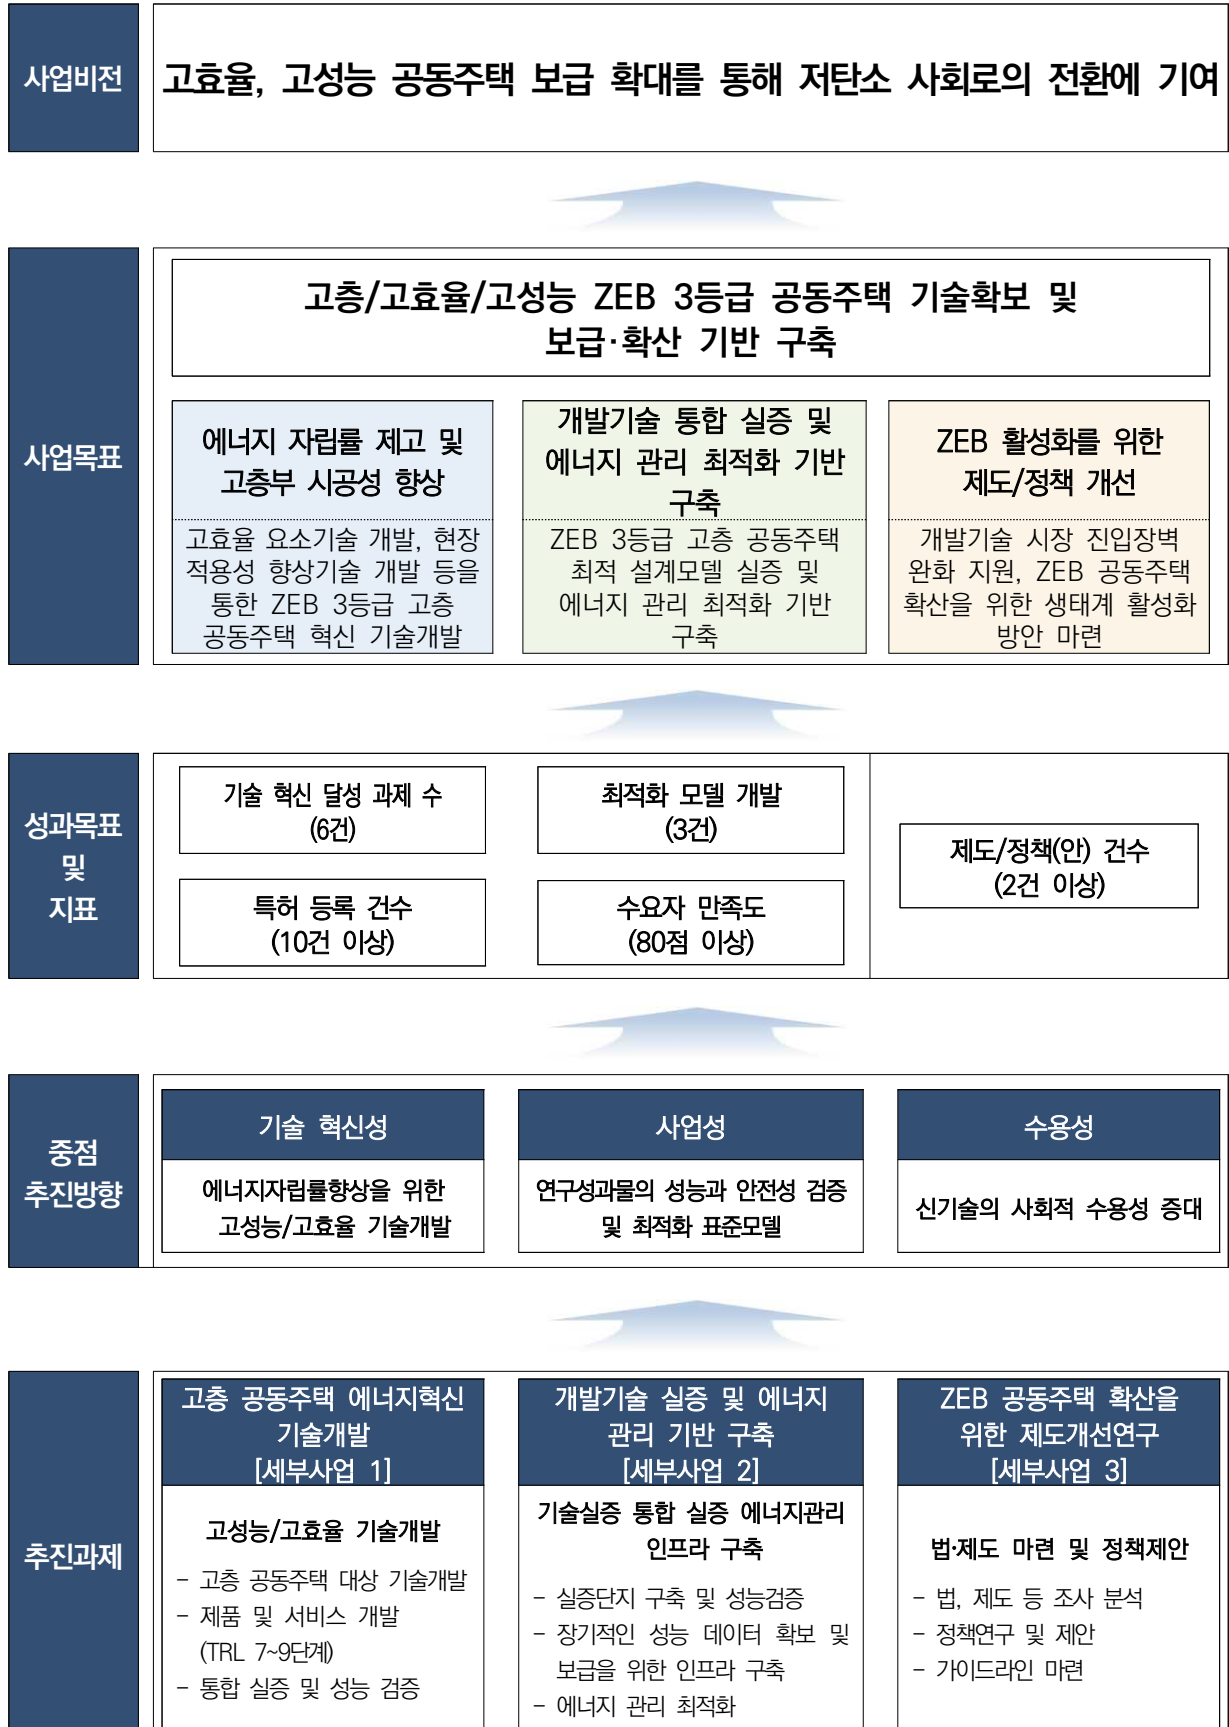 사업비전
고효율, 고성능 공동주택 보급 확대를 통해 저탄소 사회로의 전환에 기여
사업목표
고층/고효율/고성능 ZEB 3등급 공동주택 기술확보 및
보급·확산 기반 구축
에너지 자립률 제고 및
고층부 시공성 향상
고효율 요소기술 개발, 현장
적용성 향상기술 개발 등을
통한 ZEB 3등급 고층
공동주택 혁신 기술개발
개발기술 통합 실증 및
에너지 관리 최적화 기반
구축
ZEB 3등급 고층 공동주택
최적 설계모델 실증 및
에너지 관리 최적화 기반
구축
ZEB 활성화를 위한
제도/정책 개선
개발기술 시장 진입장벽
완화 지원, ZEB 공동주택
확산을 위한 생태계 활성화
방안 마련
성과목표
및
지표
기술 혁신 달성 과제 수
(6건)
특허 등록 건수
(10건 이상)
최적화 모델 개발
(3건)
수요자 만족도
(80점 이상)
제도/정책(안) 건수
(2건 이상)
중점
추진방향
기술 혁신성
에너지자립률향상을 위한
고성능/고효율 기술개발
사업성
연구성과물의 성능과 안전성 검증
및 최적화 표준모델
수용성
신기술의 사회적 수용성 증대
추진과제
고층 공동주택 에너지혁신
기술개발
[세부사업 1]
고성능/고효율 기술개발
- 고층 공동주택 대상 기술개발
- 제품 및 서비스 개발
(TRL 7~9단계)
- 통합 실증 및 성능 검증
개발기술 실증 및 에너지
관리 기반 구축
[세부사업 2]
기술실증 통합 실증 에너지관리
인프라 구축
- 실증단지 구축 및 성능검증
- 장기적인 성능 데이터 확보 및
보급을 위한 인프라 구축
- 에너지 관리 최적화
ZEB 공동주택 확산을
위한 제도개선연구
[세부사업 3]
법·제도 마련 및 정책제안
- 법, 제도 등 조사 분석
- 정책연구 및 제안
- 가이드라인 마련